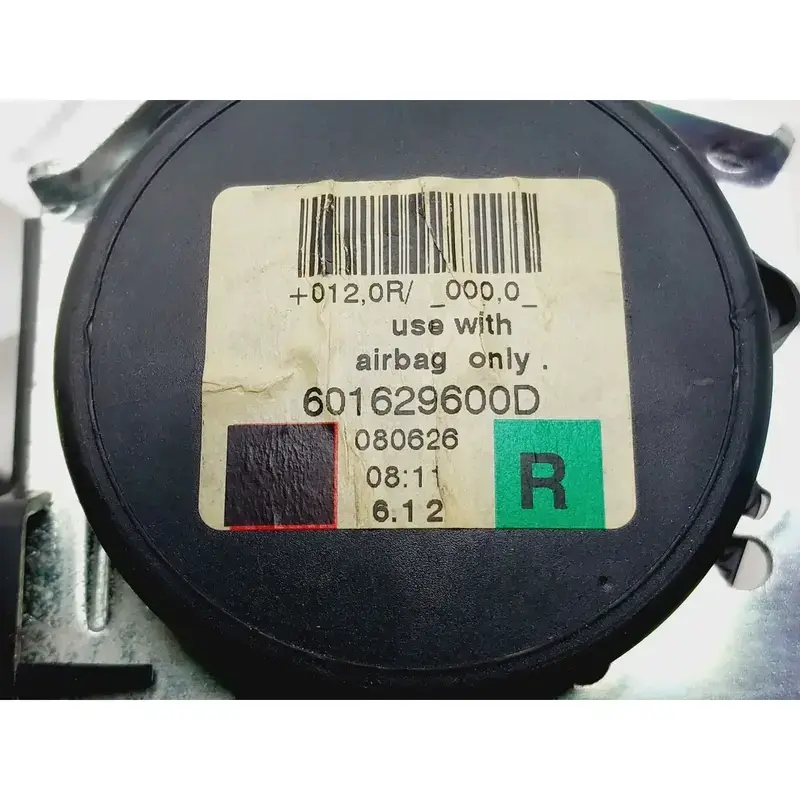 +012,0R/ _000,0_
use with
airbag only .
601629600D
080626
08:11
6.12
R